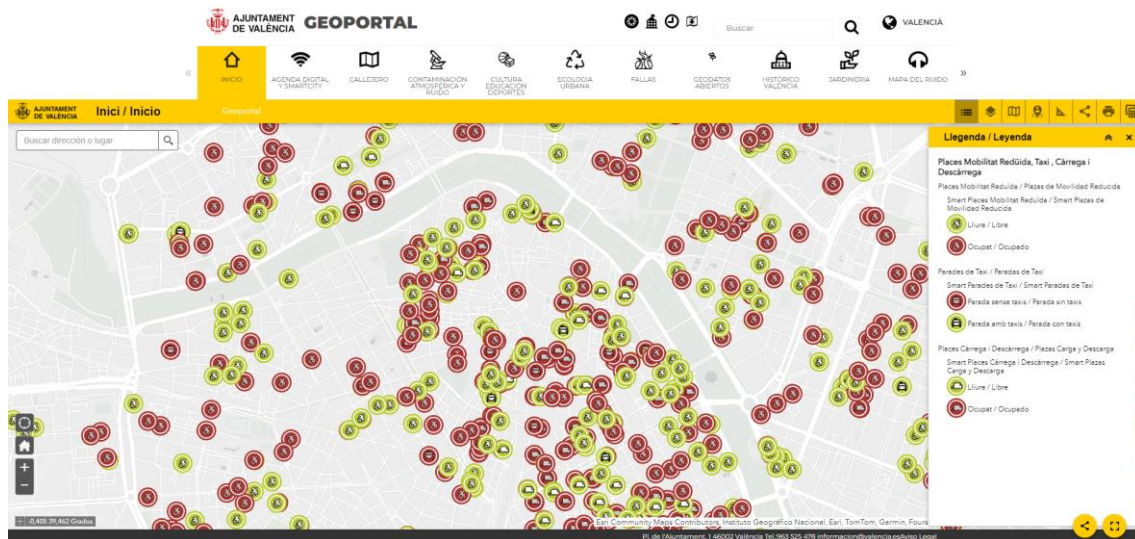 AJUNTAMENT
DE VALÈNCIA
GEOPORTAL
Buscar
VALENCIÀ
«
INICIO
AGENDA DIGITAL
Y SMARTCITY
CALLEJERO
CONTAMINACIÓN
ATMOSFÉRICA Y
RUIDO
CULTURA
EDUCACIÓN
DEPORTES
ECOLOGIA
URBANA
FALLAS
GEODATOS
ABIERTOS
HISTÓRICO
VALENCIA
JARDINERIA
MAPA DEL RUIDO
»
AJUNTAMENT
DE VALÈNCIA
Inici / Inicio
Geoportal
Buscar dirección o lugar
Llegenda / Leyenda
Places Mobilitat Redüida, Taxi , Càrrega i
Descàrrega
Places Mobilitat Reduïda / Plazas de Movilidad Reducida
Smart Places Mobilitat Reduïda / Smart Plazas de
Movilidad Reducida
Lliure / Libre
Ocupat / Ocupado
Parades de Taxi / Paradas de Taxi
Smart Parades de Taxi / Smart Paradas de Taxi
Parada sense taxis / Parada sin taxis
Parada amb taxis / Parada con taxis
Places Càrrega i Descàrrega / Plazas Carga y Descarga
Smart Places Càrrega i Descàrrega / Smart Plazas
Carga y Descarga
Lliure / Libre
Ocupat / Ocupado
+
−
-0,405 39,462 Grados
Esri Community Maps Contributors, Instituto Geográfico Nacional, Esri, TomTom, Garmin, Fours
Pl. de l'Ajuntament, 1 46002 València Tel:963 525 478 informacion@valencia.esAviso Legal